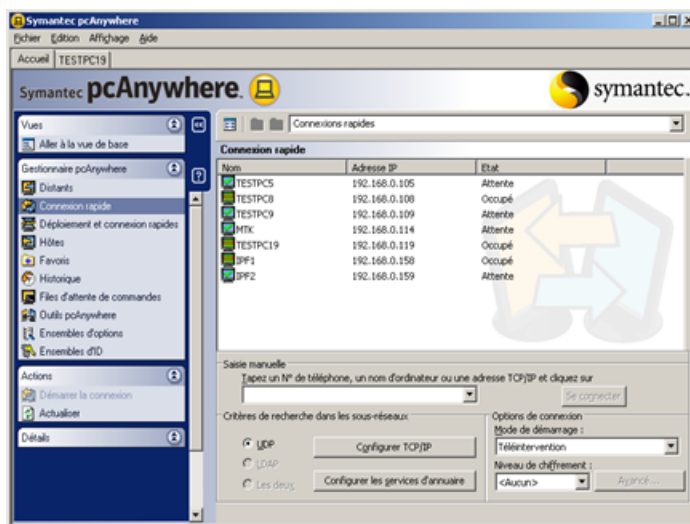 Symantec pcAnywhere
Fichier Edition Affichage Aide
Accueil TESTPC19
Symantec pcAnywhere. symantec.
Vues
Aller à la vue de base
Gestionnaire pcAnywhere
Distants
Connexion rapide
Déploiement et connexion rapides
Hôtes
Favoris
Historique
Files d'attente de commandes
Outils pcAnywhere
Ensembles d'options
Ensembles d'ID
Actions
Démarrer la connexion
Actualiser
Détails
Connexions rapides
Connexion rapide
Nom Adresse IP Etat
TESTPC5 192.168.0.105 Attente
TESTPC8 192.168.0.108 Occupé
TESTPC9 192.168.0.109 Attente
MTK 192.168.0.114 Attente
TESTPC19 192.168.0.119 Occupé
IPF1 192.168.0.158 Occupé
IPF2 192.168.0.159 Attente
Saisie manuelle
Tapez un N° de téléphone, un nom d'ordinateur ou une adresse TCP/IP et cliquez sur
Se connecter
Critères de recherche dans les sous-réseaux
UDP
LDAP
Les deux
Configurer TCP/IP
Configurer les services d'annuaire
Options de connexion
Mode de démarrage :
Téléintervention
Niveau de chiffrement :
<Aucun> Avancé...